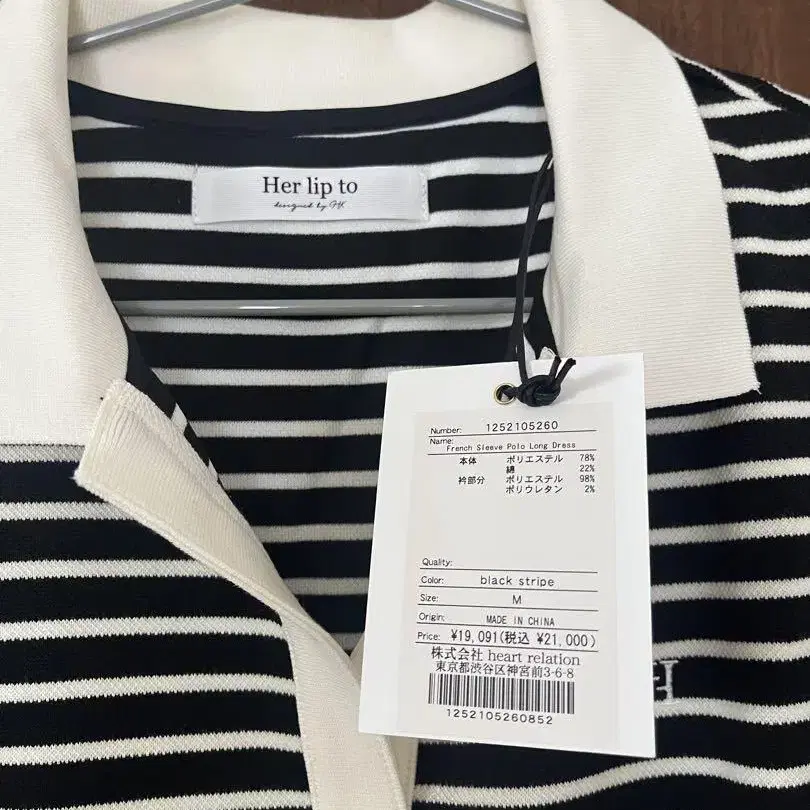 Her lip to
designed by HK
Number: 1252105260
Name:
French Sleeve Polo Long Dress
本体 ポリエステル 78%
綿 22%
衿部分 ポリエステル 98%
ポリウレタン 2%
Quality:
Color: black stripe
Size: M
Origin: MADE IN CHINA
Price: ¥19,091(税込 ¥21,000)
株式会社 heart relation
東京都渋谷区神宮前3-6-8
1252105260852